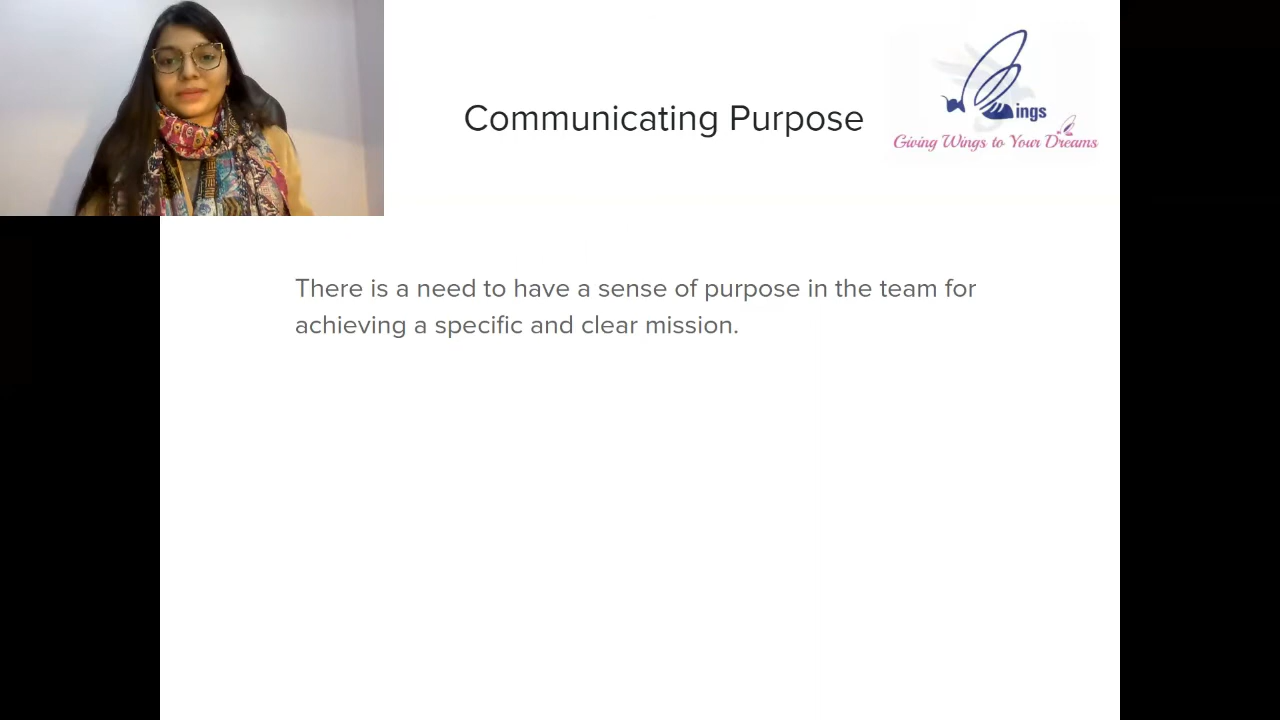 Communicating Purpose
ings
Giving Wings to Your Dreams
There is a need to have a sense of purpose in the team for
achieving a specific and clear mission.